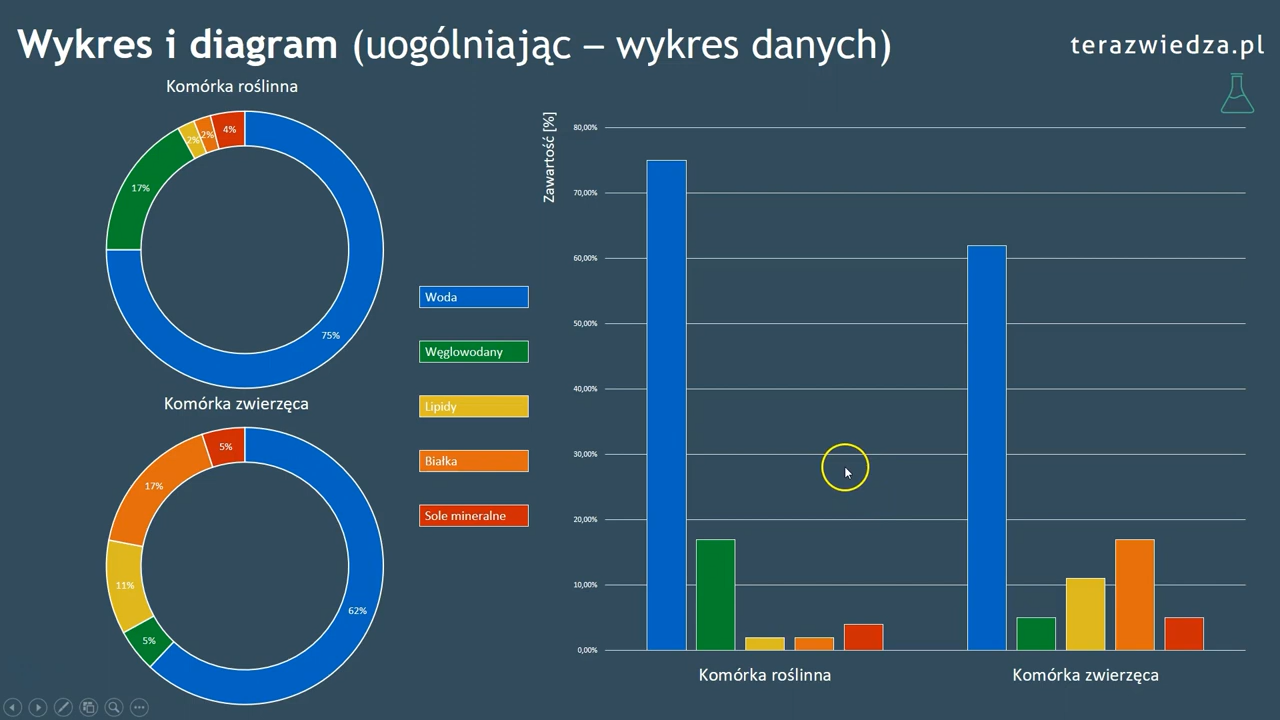 Wykres i diagram (uogólniając – wykres danych)
terazwiedza.pl
Komórka roślinna
2%
2%
4%
17%
75%
Komórka zwierzęca
5%
17%
11%
5%
62%
Woda
Węglowodany
Lipidy
Białka
Sole mineralne
Zawartość [%]
80,00%
70,00%
60,00%
50,00%
40,00%
30,00%
20,00%
10,00%
0,00%
Komórka roślinna
Komórka zwierzęca